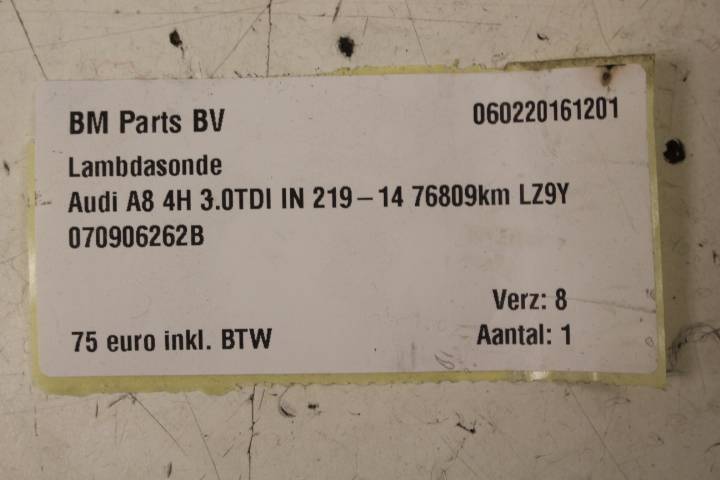 BM Parts BV 060220161201
Lambdasonde
Audi A8 4H 3.0TDI IN 219-14 76809km LZ9Y
070906262B
Verz: 8
75 euro inkl. BTW Aantal: 1